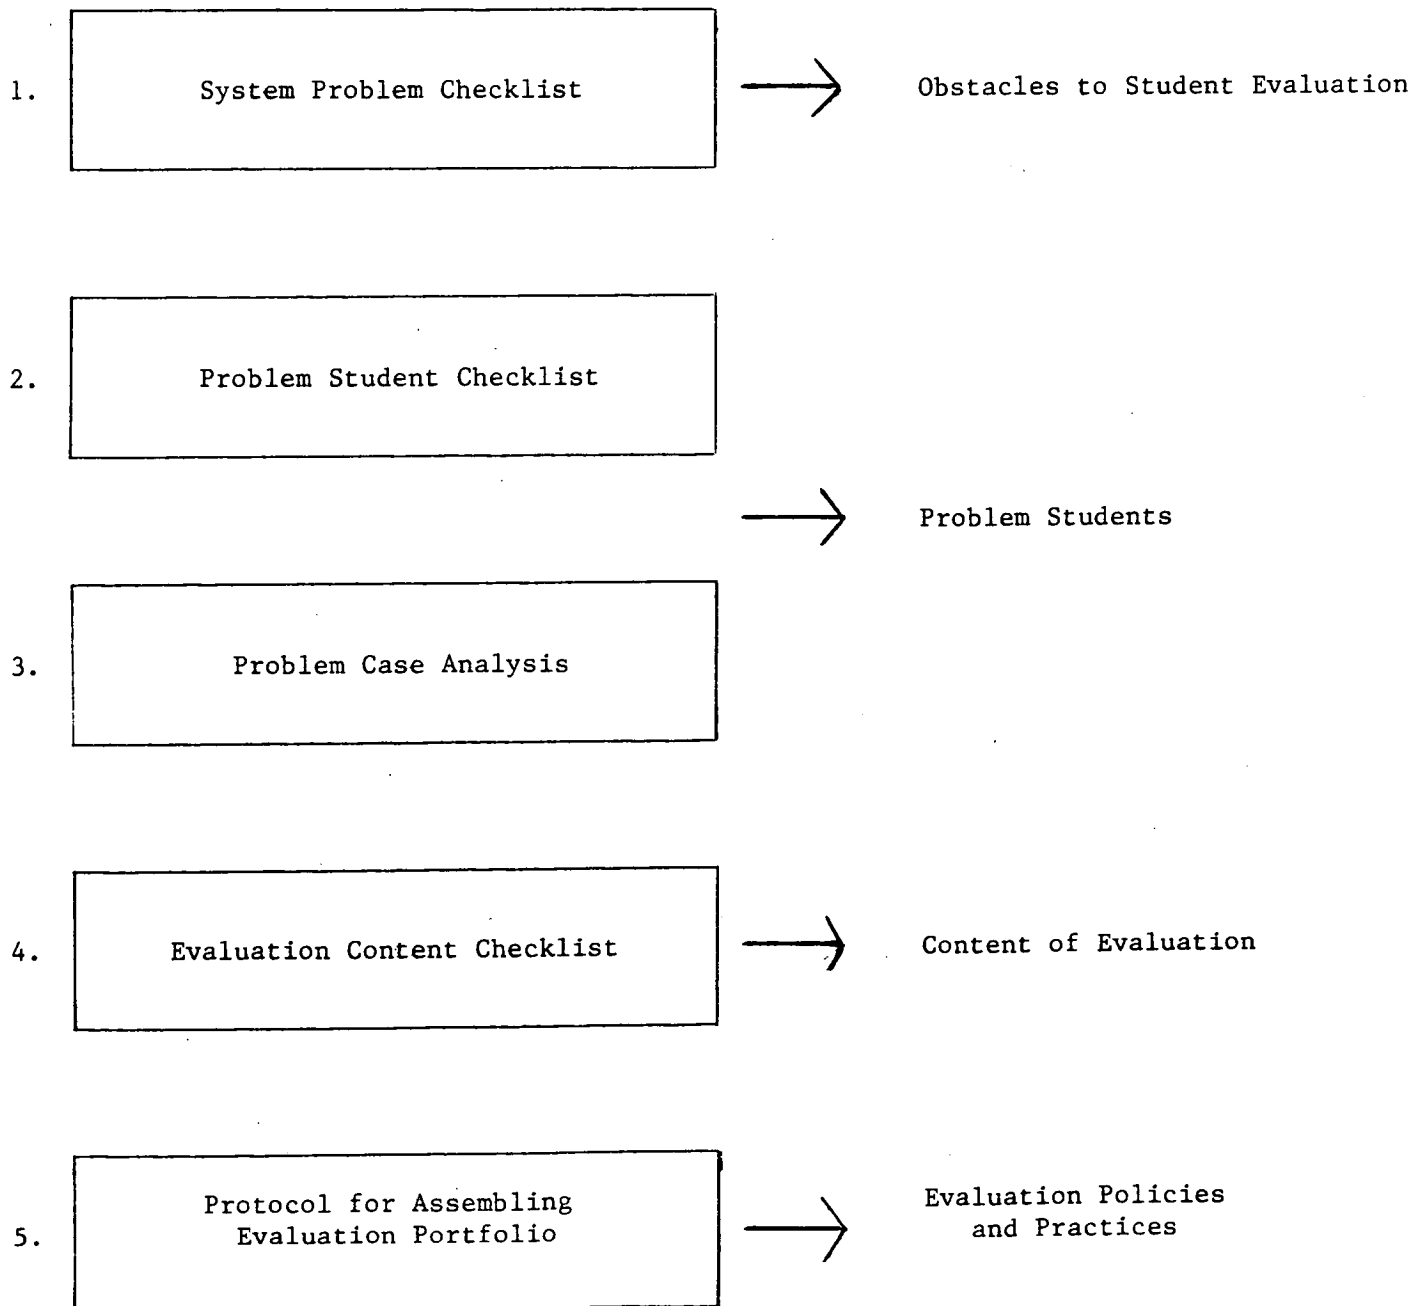 1. System Problem Checklist Obstacles to Student Evaluation
2. Problem Student Checklist
Problem Students
3. Problem Case Analysis
4. Evaluation Content Checklist Content of Evaluation
5. Protocol for Assembling
Evaluation Portfolio
Evaluation Policies
and Practices